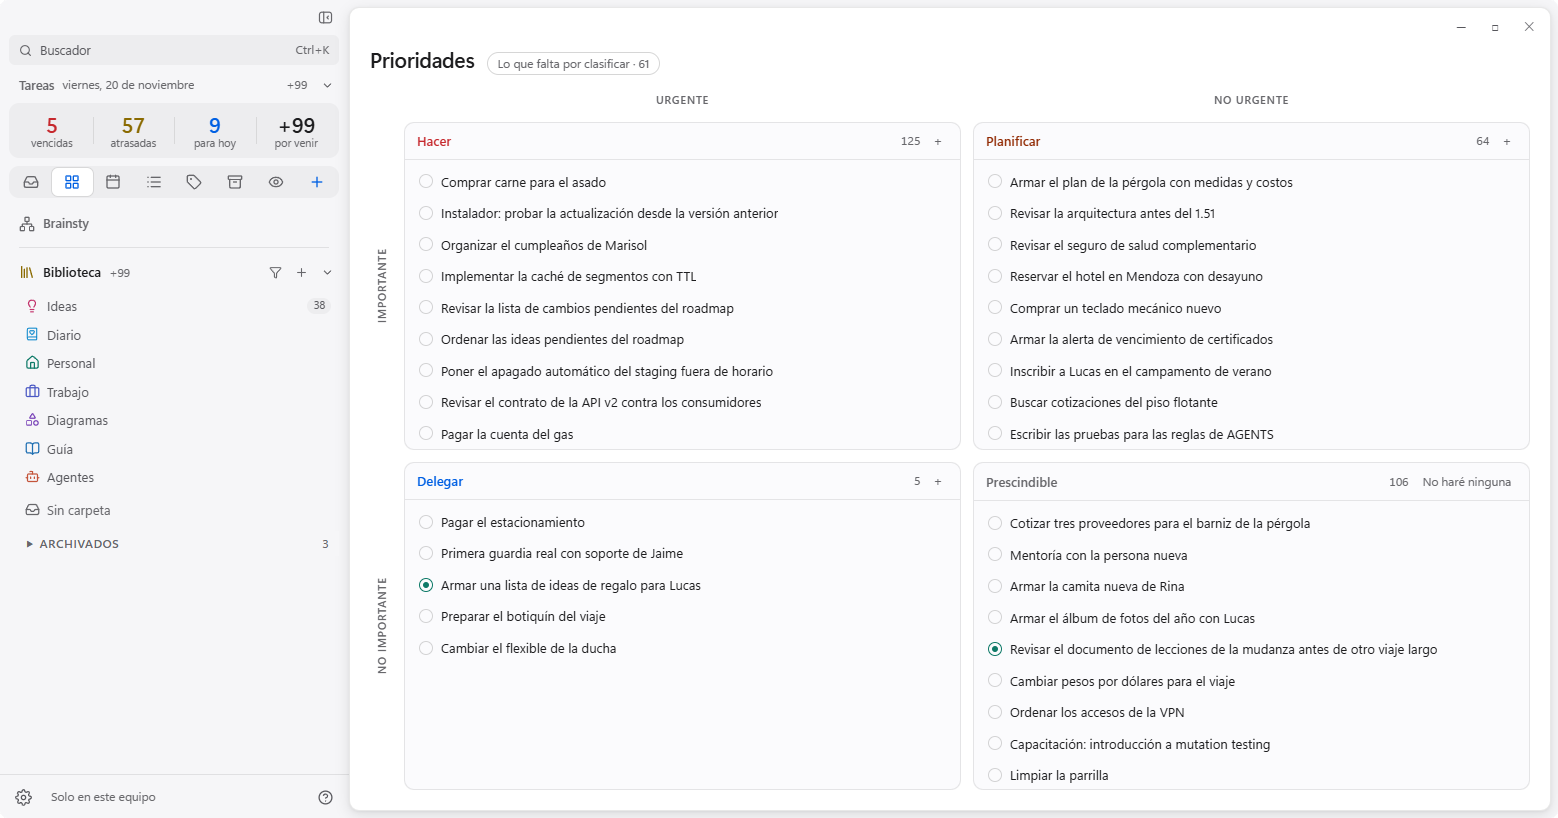 Buscador Ctrl+K
Tareas viernes, 20 de noviembre +99
5 57 9 +99
vencidas atrasadas para hoy por venir
Brainsty
Biblioteca +99
Ideas 38
Diario
Personal
Trabajo
Diagramas
Guía
Agentes
Sin carpeta
ARCHIVADOS 3
Solo en este equipo
Prioridades Lo que falta por clasificar · 61
URGENTE
NO URGENTE
IMPORTANTE
Hacer 125 +
Comprar carne para el asado
Instalador: probar la actualización desde la versión anterior
Organizar el cumpleaños de Marisol
Implementar la caché de segmentos con TTL
Revisar la lista de cambios pendientes del roadmap
Ordenar las ideas pendientes del roadmap
Poner el apagado automático del staging fuera de horario
Revisar el contrato de la API v2 contra los consumidores
Pagar la cuenta del gas
Planificar 64 +
Armar el plan de la pérgola con medidas y costos
Revisar la arquitectura antes del 1.51
Revisar el seguro de salud complementario
Reservar el hotel en Mendoza con desayuno
Comprar un teclado mecánico nuevo
Armar la alerta de vencimiento de certificados
Inscribir a Lucas en el campamento de verano
Buscar cotizaciones del piso flotante
Escribir las pruebas para las reglas de AGENTS
NO IMPORTANTE
Delegar 5 +
Pagar el estacionamiento
Primera guardia real con soporte de Jaime
Armar una lista de ideas de regalo para Lucas
Preparar el botiquín del viaje
Cambiar el flexible de la ducha
Prescindible 106 No haré ninguna
Cotizar tres proveedores para el barniz de la pérgola
Mentoría con la persona nueva
Armar la camita nueva de Rina
Armar el álbum de fotos del año con Lucas
Revisar el documento de lecciones de la mudanza antes de otro viaje largo
Cambiar pesos por dólares para el viaje
Ordenar los accesos de la VPN
Capacitación: introducción a mutation testing
Limpiar la parrilla